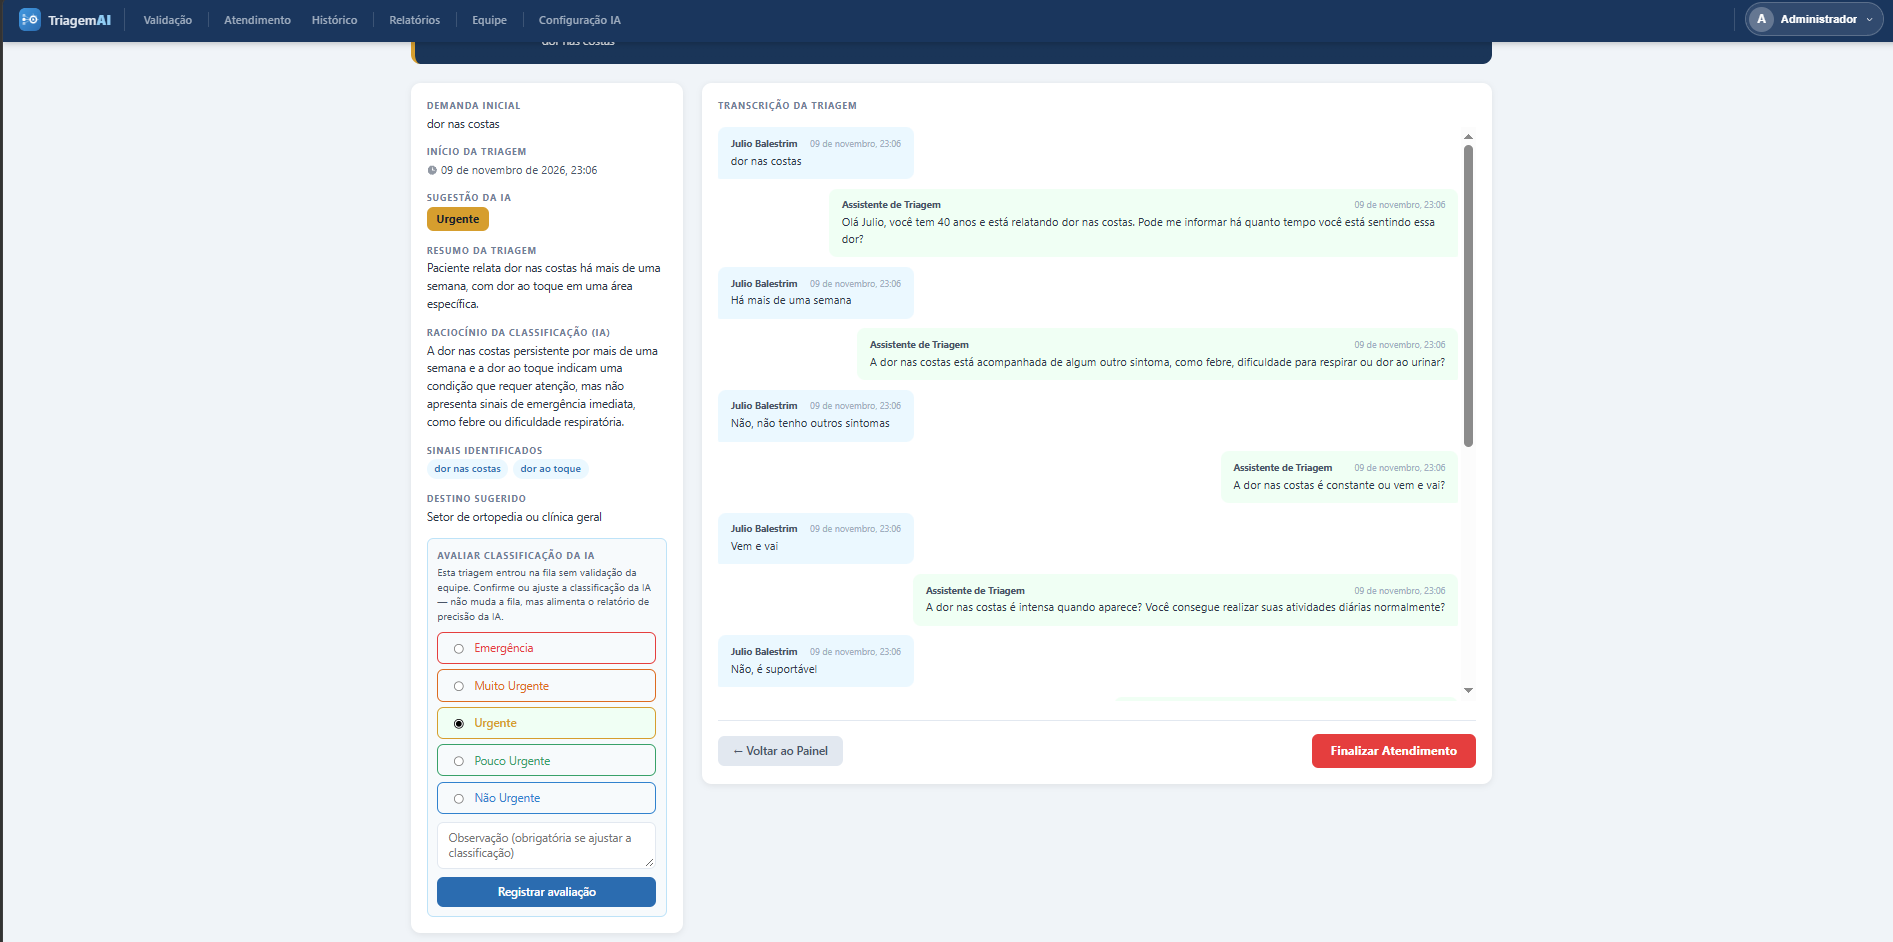 TriagemAI
Validação
Atendimento
Histórico
Relatórios
Equipe
Configuração IA
A
Administrador
dor nas costas
DEMANDA INICIAL
dor nas costas
INÍCIO DA TRIAGEM
09 de novembro de 2026, 23:06
SUGESTÃO DA IA
Urgente
RESUMO DA TRIAGEM
Paciente relata dor nas costas há mais de uma
semana, com dor ao toque em uma área
específica.
RACIOCÍNIO DA CLASSIFICAÇÃO (IA)
A dor nas costas persistente por mais de uma
semana e a dor ao toque indicam uma
condição que requer atenção, mas não
apresenta sinais de emergência imediata,
como febre ou dificuldade respiratória.
SINAIS IDENTIFICADOS
dor nas costas
dor ao toque
DESTINO SUGERIDO
Setor de ortopedia ou clínica geral
AVALIAR CLASSIFICAÇÃO DA IA
Esta triagem entrou na fila sem validação da
equipe. Confirme ou ajuste a classificação da IA
— não muda a fila, mas alimenta o relatório de
precisão da IA.
Emergência
Muito Urgente
Urgente
Pouco Urgente
Não Urgente
Observação (obrigatória se ajustar a
classificação)
Registrar avaliação
TRANSCRIÇÃO DA TRIAGEM
Julio Balestrim 09 de novembro, 23:06
dor nas costas
Assistente de Triagem 09 de novembro, 23:06
Olá Julio, você tem 40 anos e está relatando dor nas costas. Pode me informar há quanto tempo você está sentindo essa
dor?
Julio Balestrim 09 de novembro, 23:06
Há mais de uma semana
Assistente de Triagem 09 de novembro, 23:06
A dor nas costas está acompanhada de algum outro sintoma, como febre, dificuldade para respirar ou dor ao urinar?
Julio Balestrim 09 de novembro, 23:06
Não, não tenho outros sintomas
Assistente de Triagem 09 de novembro, 23:06
A dor nas costas é constante ou vem e vai?
Julio Balestrim 09 de novembro, 23:06
Vem e vai
Assistente de Triagem 09 de novembro, 23:06
A dor nas costas é intensa quando aparece? Você consegue realizar suas atividades diárias normalmente?
Julio Balestrim 09 de novembro, 23:06
Não, é suportável
← Voltar ao Painel
Finalizar Atendimento